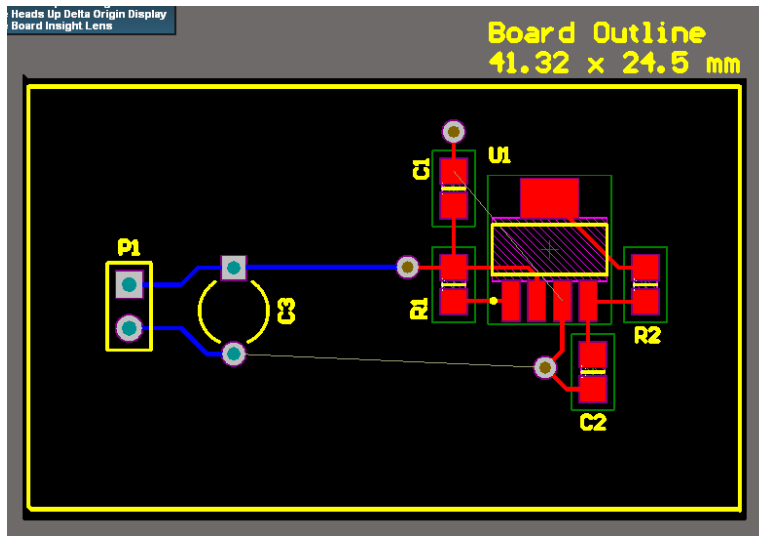 Heads Up Delta Origin Display
Board Insight Lens
Board Outline
41.32 x 24.5 mm
U1
C1
P1
C3
R1
R2
C2